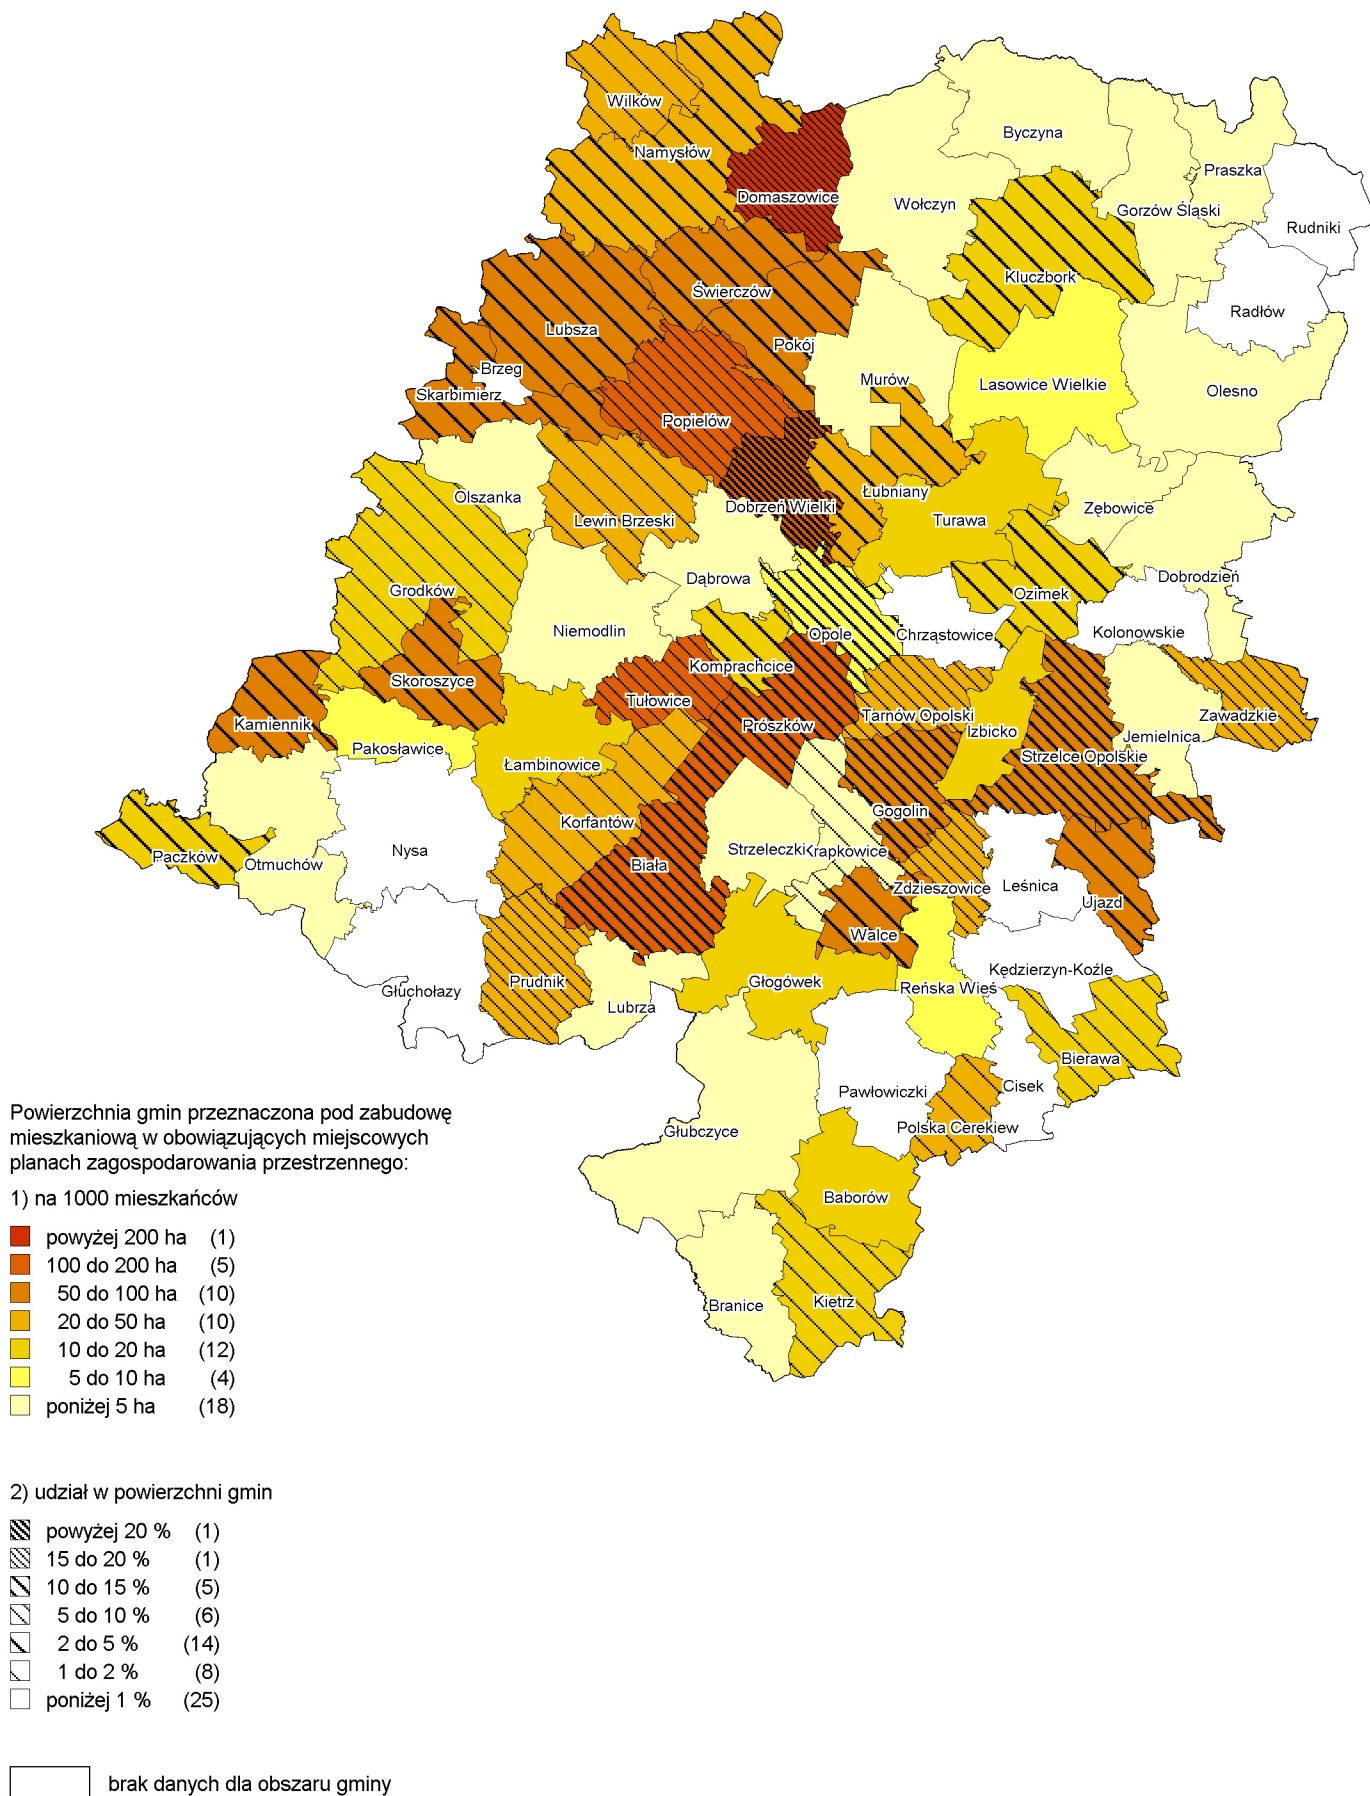 Wilków
Namysłów
Domaszowice
Byczyna
Praszka
Wołczyn
Gorzów Śląski
Rudniki
Kluczbork
Świerczów
Radłów
Lubsza
Pokój
Brzeg
Skarbimierz
Murów
Lasowice Wielkie
Olesno
Popielów
Olszanka
Łubniany
Dobrzeń Wielki
Lewin Brzeski
Turawa
Zębowice
Dąbrowa
Dobrodzień
Grodków
Ozimek
Niemodlin
Opole
Chrząstowice
Kolonowskie
Komprachcice
Skoroszyce
Tułowice
Kamiennik
Prószków
Tarnów Opolski
Zawadzkie
Izbicko
Jemielnica
Pakosławice
Strzelce Opolskie
Łambinowice
Gogolin
Korfantów
Nysa
Strzeleczki
Krapkowice
Paczków
Otmuchów
Biała
Zdzieszowice
Leśnica
Ujazd
Walce
Kędzierzyn-Koźle
Prudnik
Głogówek
Reńska Wieś
Głuchołazy
Lubrza
Bierawa
Cisek
Pawłowiczki
Głubczyce
Polska Cerekiew
Baborów
Branice
Kietrz
Powierzchnia gmin przeznaczona pod zabudowę
mieszkaniową w obowiązujących miejscowych
planach zagospodarowania przestrzennego:
1) na 1000 mieszkańców
powyżej 200 ha (1)
100 do 200 ha (5)
50 do 100 ha (10)
20 do 50 ha (10)
10 do 20 ha (12)
5 do 10 ha (4)
poniżej 5 ha (18)
2) udział w powierzchni gmin
powyżej 20 % (1)
15 do 20 % (1)
10 do 15 % (5)
5 do 10 % (6)
2 do 5 % (14)
1 do 2 % (8)
poniżej 1 % (25)
brak danych dla obszaru gminy